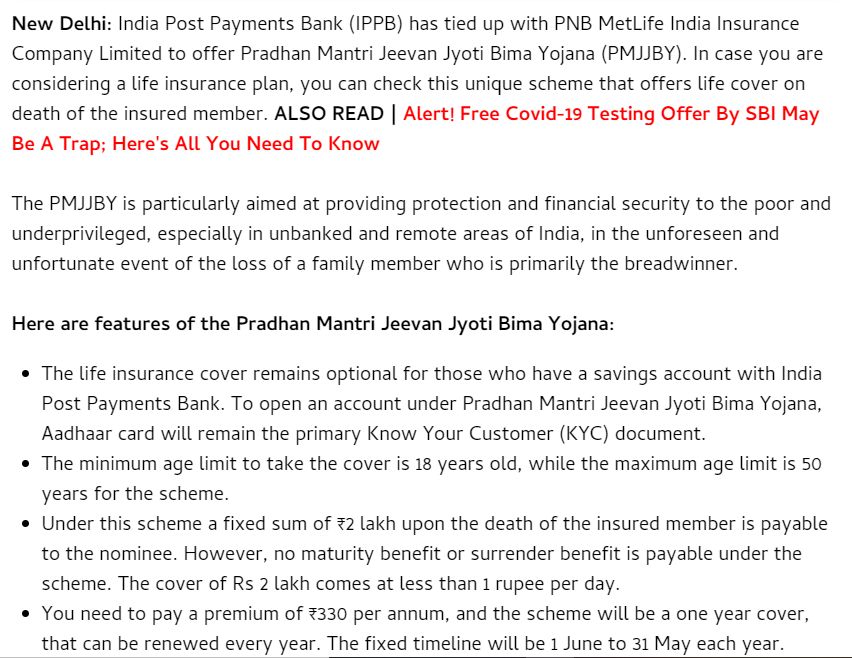 New Delhi: India Post Payments Bank (IPPB) has tied up with PNB MetLife India Insurance
Company Limited to offer Pradhan Mantri Jeevan Jyoti Bima Yojana (PMJJBY). In case you are
considering a life insurance plan, you can check this unique scheme that offers life cover on
death of the insured member. ALSO READ | Alert! Free Covid-19 Testing Offer By SBI May
Be A Trap; Here's All You Need To Know
The PMJJBY is particularly aimed at providing protection and financial security to the poor and
underprivileged, especially in unbanked and remote areas of India, in the unforeseen and
unfortunate event of the loss of a family member who is primarily the breadwinner.
Here are features of the Pradhan Mantri Jeevan Jyoti Bima Yojana:
• The life insurance cover remains optional for those who have a savings account with India
Post Payments Bank. To open an account under Pradhan Mantri Jeevan Jyoti Bima Yojana,
Aadhaar card will remain the primary Know Your Customer (KYC) document.
• The minimum age limit to take the cover is 18 years old, while the maximum age limit is 50
years for the scheme.
• Under this scheme a fixed sum of ₹2 lakh upon the death of the insured member is payable
to the nominee. However, no maturity benefit or surrender benefit is payable under the
scheme. The cover of Rs 2 lakh comes at less than 1 rupee per day.
• You need to pay a premium of ₹330 per annum, and the scheme will be a one year cover,
that can be renewed every year. The fixed timeline will be 1 June to 31 May each year.